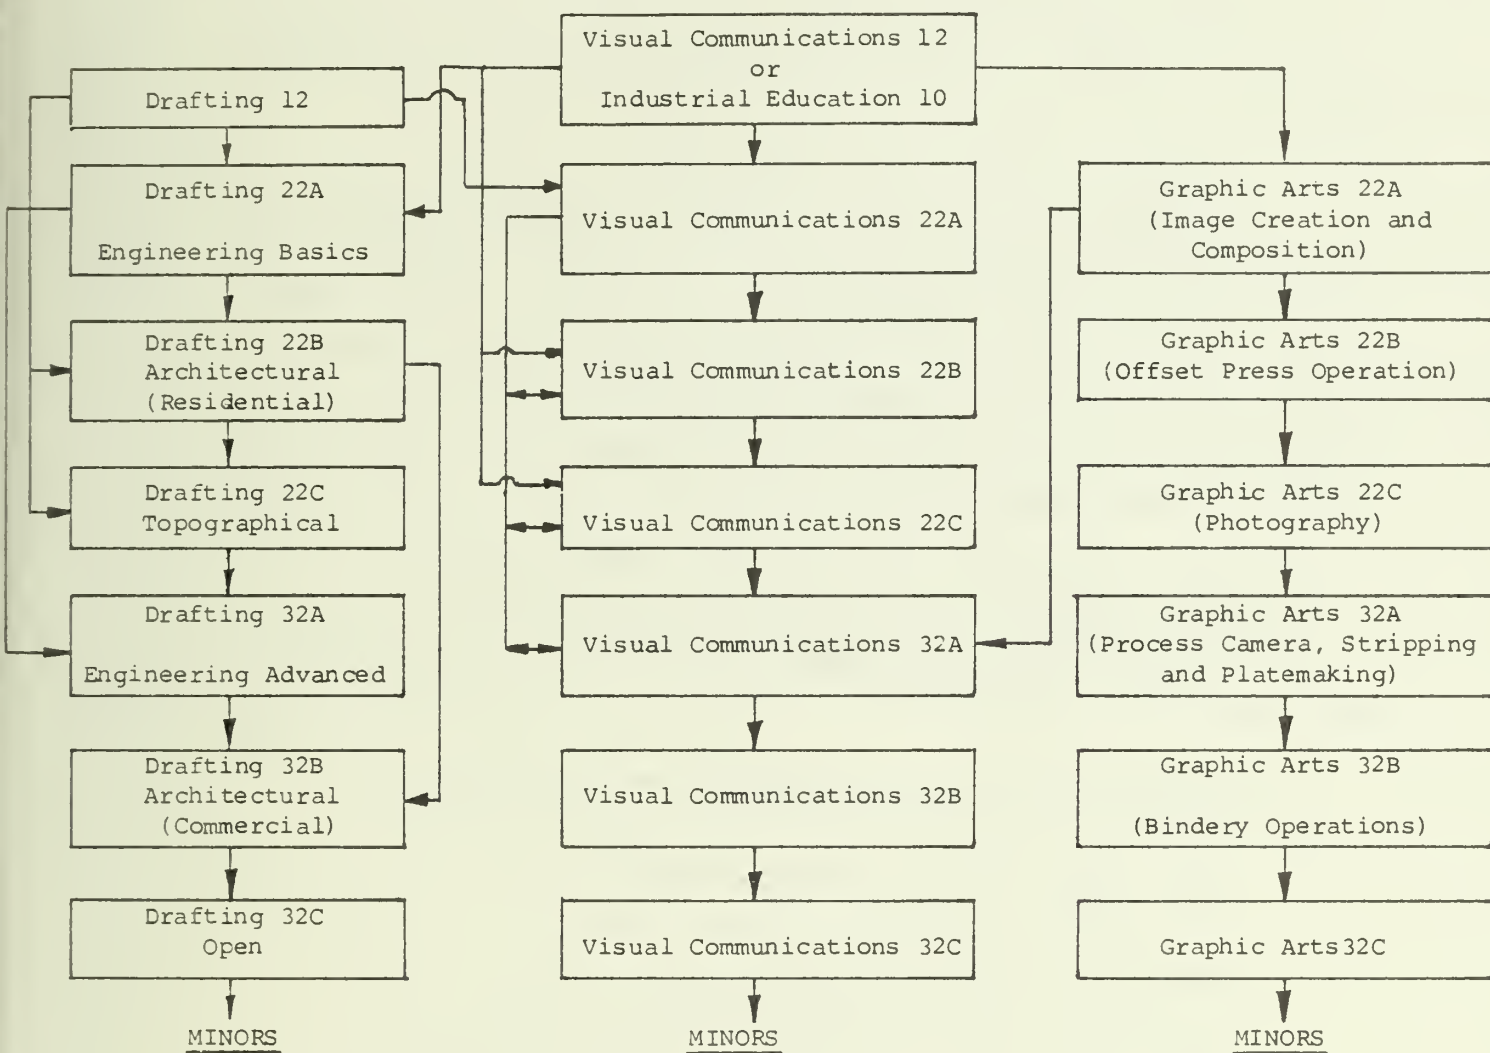 Visual Communications 12
or
Industrial Education 10
Drafting 12
Drafting 22A
Engineering Basics
Visual Communications 22A
Graphic Arts 22A
(Image Creation and
Composition)
Drafting 22B
Architectural
(Residential)
Visual Communications 22B
Graphic Arts 22B
(Offset Press Operation)
Drafting 22C
Topographical
Visual Communications 22C
Graphic Arts 22C
(Photography)
Drafting 32A
Engineering Advanced
Visual Communications 32A
Graphic Arts 32A
(Process Camera, Stripping
and Platemaking)
Drafting 32B
Architectural
(Commercial)
Visual Communications 32B
Graphic Arts 32B
(Bindery Operations)
Drafting 32C
Open
Visual Communications 32C
Graphic Arts 32C
MINORS
MINORS
MINORS